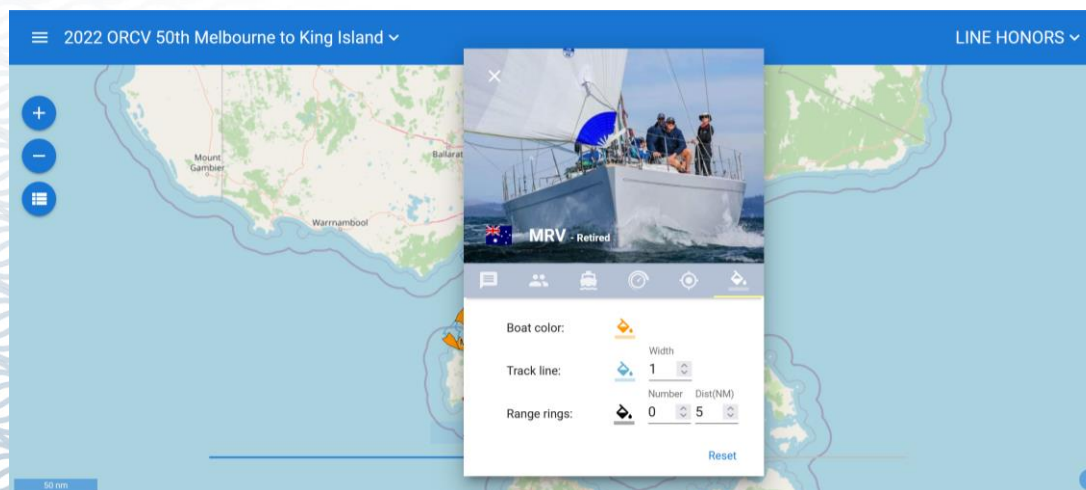 2022 ORCV 50th Melbourne to King Island
LINE HONORS
Mount
Gambier
Ballarat
Warrnambool
MRV - Retired
Boat color:
Width
Track line:
1
Number Dist(NM)
Range rings:
0 5
Reset
50 nm